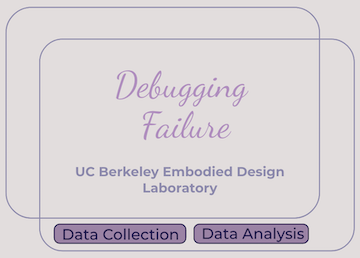 Debugging
Failure
UC Berkeley Embodied Design
Laboratory
Data Collection
Data Analysis